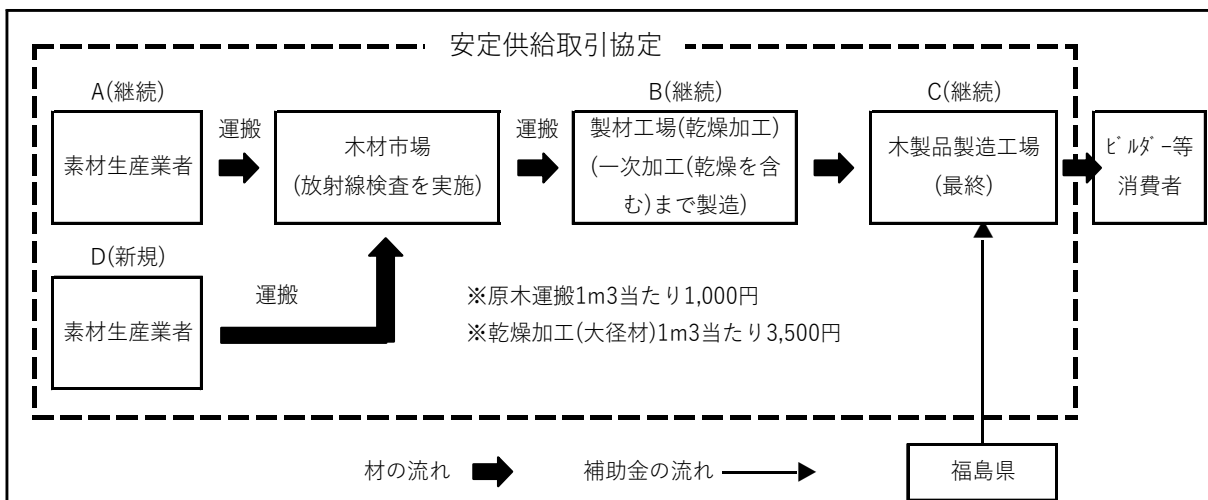 安定供給取引協定
A(継続)
B(継続)
C(継続)
素材生産業者
運搬
木材市場
(放射線検査を実施)
運搬
製材工場(乾燥加工)
(一次加工(乾燥を含
む)まで製造)
木製品製造工場
(最終)
ﾋﾞﾙﾀﾞｰ等
消費者
D(新規)
素材生産業者
運搬
※原木運搬1m3当たり1,000円
※乾燥加工(大径材)1m3当たり3,500円
材の流れ
補助金の流れ
福島県